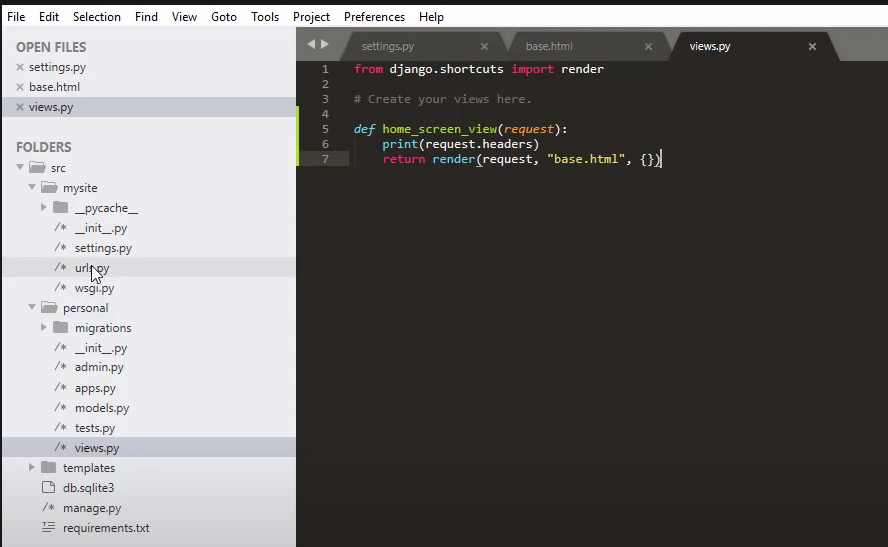 File Edit Selection Find View Goto Tools Project Preferences Help
OPEN FILES
settings.py
base.html
views.py
FOLDERS
src
mysite
__pycache__
/* __init__.py
/* settings.py
/* urls.py
/* wsgi.py
personal
migrations
/* __init__.py
/* admin.py
/* apps.py
/* models.py
/* tests.py
/* views.py
templates
db.sqlite3
/* manage.py
requirements.txt
settings.py base.html views.py
1 from django.shortcuts import render
2
3 # Create your views here.
4
5 def home_screen_view(request):
6 print(request.headers)
7 return render(request, "base.html", {})